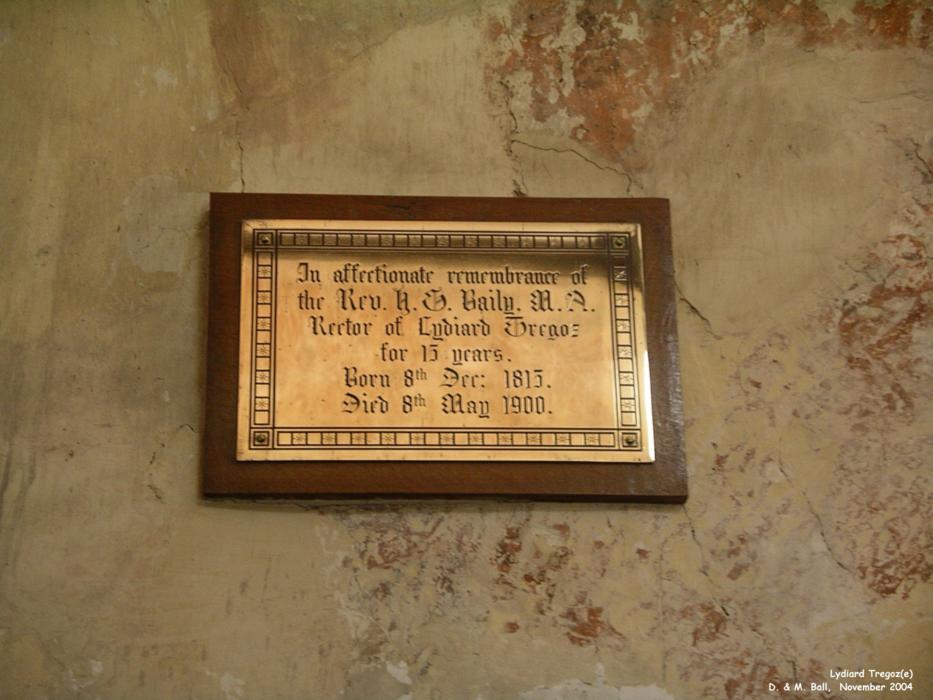 In affectionate remembrance of
the Rev. H. G. Baily, M.A.
Rector of Lydiard Tregoz
for 15 years.
Born 8th Dec: 1815.
Died 8th May 1900.
Lydiard Tregoz(e)
D. & M. Ball, November 2004